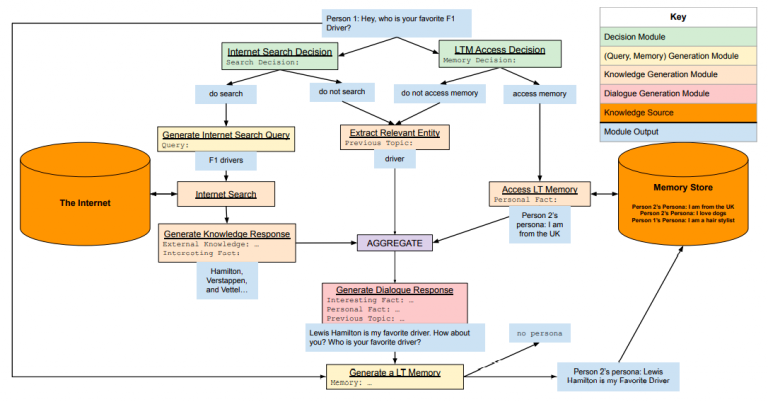 Person 1: Hey, who is your favorite F1
Driver?
Key
Decision Module
(Query, Memory) Generation Module
Knowledge Generation Module
Dialogue Generation Module
Knowledge Source
Module Output
Internet Search Decision
Search Decision:
LTM Access Decision
Memory Decision:
do search
do not search
do not access memory
access memory
Generate Internet Search Query
Query:
F1 drivers
Extract Relevant Entity
Previous Topic:
driver
The Internet
Internet Search
Access LT Memory
Personal Fact:
Person 2's
persona: I am
from the UK
Memory Store
Person 2's Persona: I am from the UK
Person 2's Persona: I love dogs
Person 1's Persona: I am a hair stylist
Generate Knowledge Response
External Knowledge: …
Interesting Fact:
Hamilton,
Verstappen,
and Vettel…
AGGREGATE
Generate Dialogue Response
Interesting Fact: …
Personal Fact: …
Previous Topic: …
Lewis Hamilton is my favorite driver. How about
you? Who is your favorite driver?
no persona
Generate a LT Memory
Memory: …
Person 2's persona: Lewis
Hamilton is my Favorite Driver